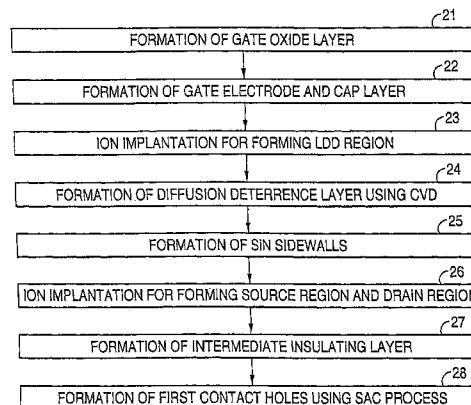 21
FORMATION OF GATE OXIDE LAYER
22
FORMATION OF GATE ELECTRODE AND CAP LAYER
23
ION IMPLANTATION FOR FORMING LDD REGION
24
FORMATION OF DIFFUSION DETERRENCE LAYER USING CVD
25
FORMATION OF SiN SIDEWALLS
26
ION IMPLANTATION FOR FORMING SOURCE REGION AND DRAIN REGION
27
FORMATION OF INTERMEDIATE INSULATING LAYER
28
FORMATION OF FIRST CONTACT HOLES USING SAC PROCESS